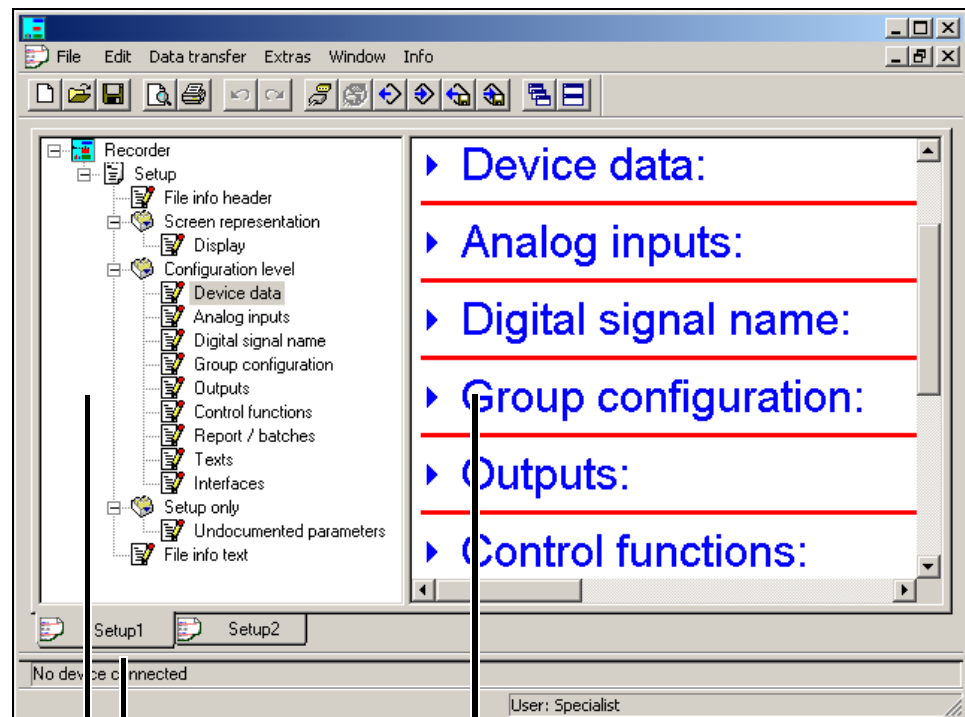 File Edit Data transfer Extras Window Info
Recorder
Setup
File info header
Screen representation
Display
Configuration level
Device data
Analog inputs
Digital signal name
Group configuration
Outputs
Control functions
Report / batches
Texts
Interfaces
Setup only
Undocumented parameters
File info text
Device data:
Analog inputs:
Digital signal name:
Group configuration:
Outputs:
Control functions:
Setup1 Setup2
No device connected
User: Specialist